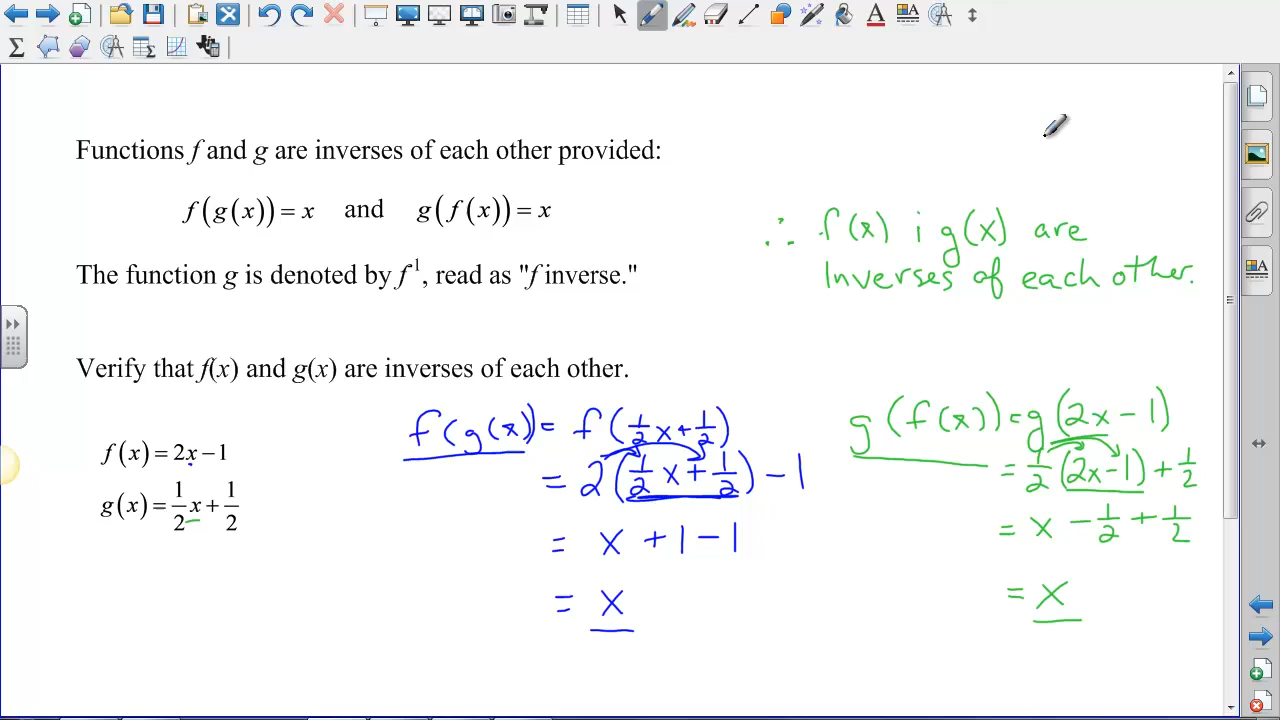 Functions f and g are inverses of each other provided:
f(g(x)) = x and g(f(x)) = x
The function g is denoted by f⁻¹, read as "f inverse."
∴ f(x) i g(x) are
Inverses of each other.
Verify that f(x) and g(x) are inverses of each other.
f(x) = 2x − 1
g(x) = 1/2 x + 1/2
f(g(x)) = f(1/2 x + 1/2)
= 2(1/2 x + 1/2) − 1
= x + 1 − 1
= x
g(f(x)) = g(2x − 1)
= 1/2 (2x − 1) + 1/2
= x − 1/2 + 1/2
= x